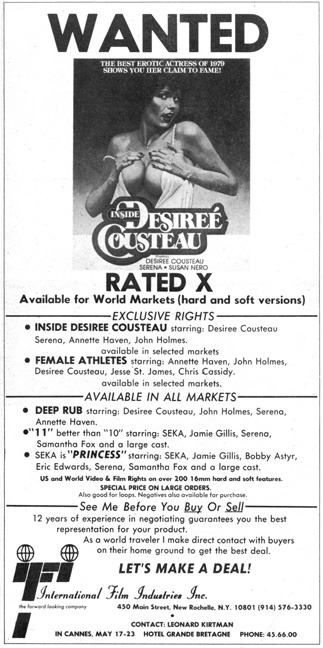 WANTED
THE BEST EROTIC ACTRESS OF 1979
SHOWS YOU HER CLAIM TO FAME!
INSIDE DESIREÉ
COUSTEAU
DESIREE COUSTEAU
SERENA • SUSAN NERO
RATED X
Available for World Markets (hard and soft versions)
EXCLUSIVE RIGHTS
• INSIDE DESIREE COUSTEAU starring: Desiree Cousteau
Serena, Annette Haven, John Holmes.
available in selected markets
• FEMALE ATHLETES starring: Annette Haven, John Holmes,
Desiree Cousteau, Jesse St. James, Chris Cassidy.
available in selected markets.
AVAILABLE IN ALL MARKETS
• DEEP RUB starring: Desiree Cousteau, John Holmes, Serena,
Annette Haven.
• "11" better than "10" starring: SEKA, Jamie Gillis, Serena,
Samantha Fox and a large cast.
• SEKA is "PRINCESS" starring: SEKA, Jamie Gillis, Bobby Astyr,
Eric Edwards, Serena, Samantha Fox and a large cast.
US and World Video & Film Rights on over 200 16mm hard and soft features.
SPECIAL PRICE ON LARGE ORDERS.
Also good for loops. Negatives also available for purchase.
See Me Before You Buy or Sell
12 years of experience in negotiating guarantees you the best
representation for your product.
As a world traveler I make direct contact with buyers
on their home ground to get the best deal.
LET'S MAKE A DEAL!
ifi
International Film Industries Inc.
the forward looking company
450 Main Street, New Rochelle, N.Y. 10801 (914) 576-3330
•
CONTACT: LEONARD KIRTMAN
IN CANNES, MAY 17-23 HOTEL GRANDE BRETAGNE PHONE: 45.66.00